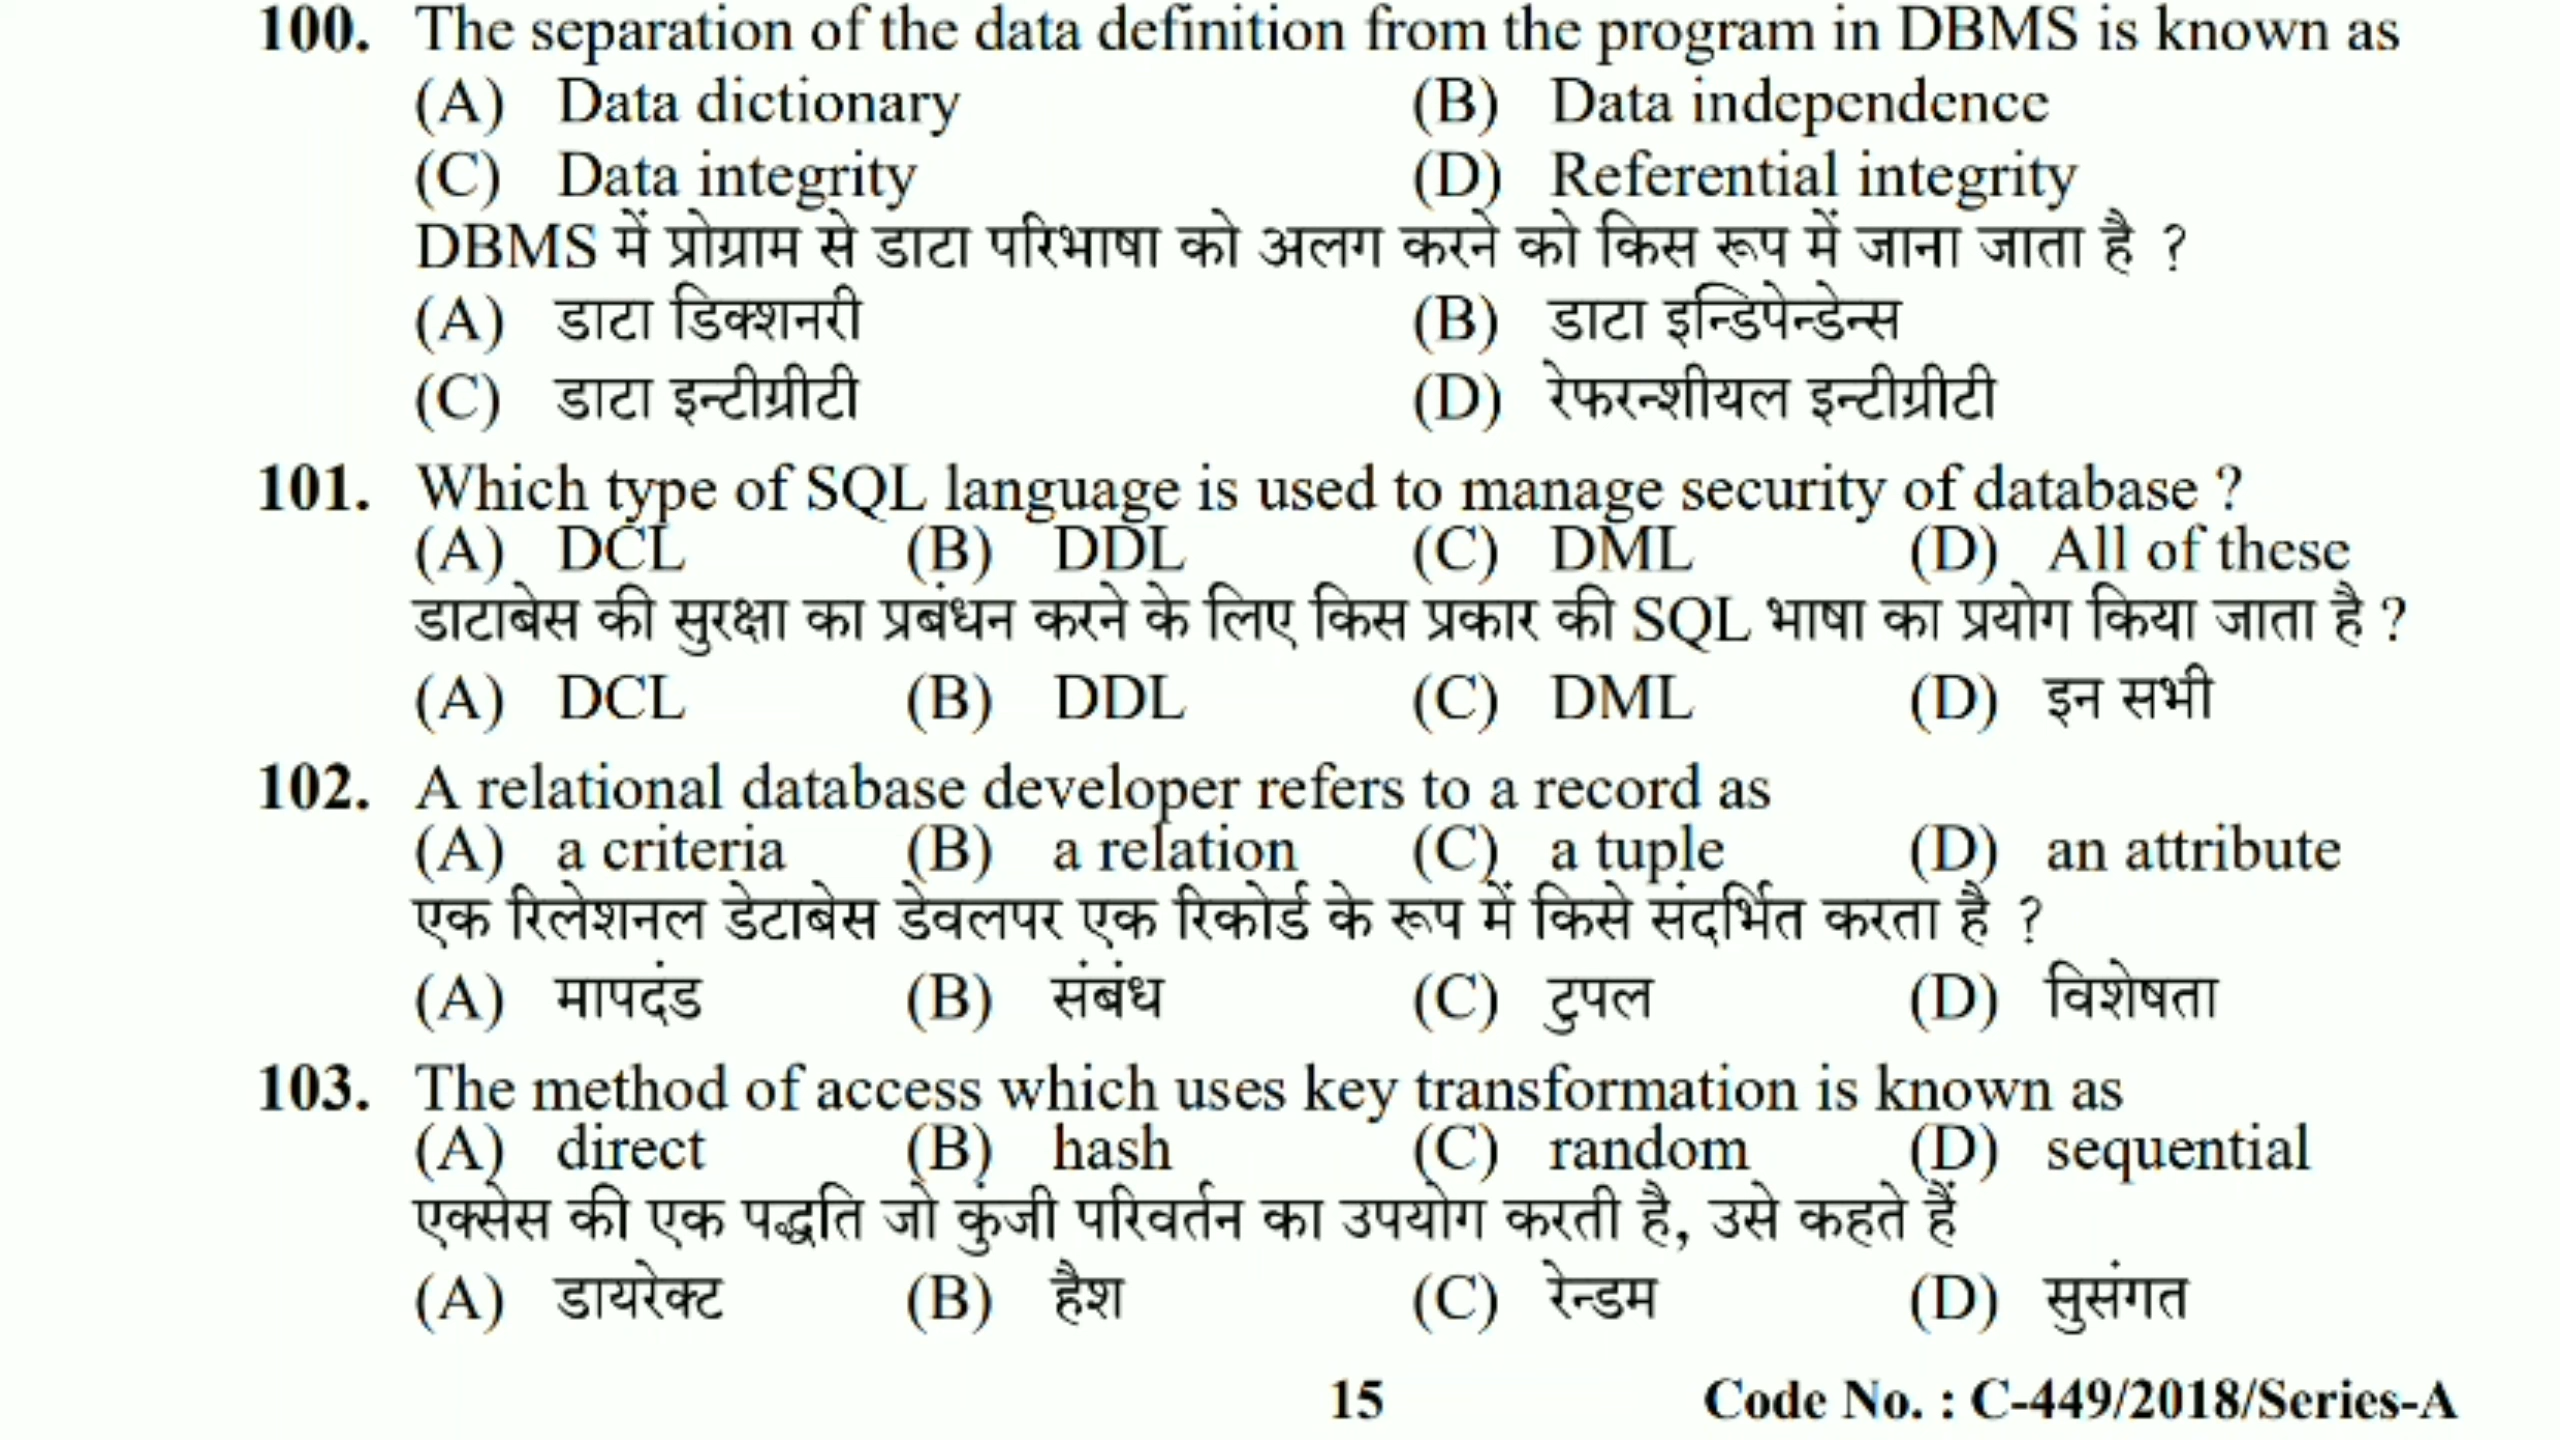 100. The separation of the data definition from the program in DBMS is known as
(A) Data dictionary (B) Data independence
(C) Data integrity (D) Referential integrity
DBMS में प्रोग्राम से डाटा परिभाषा को अलग करने को किस रूप में जाना जाता है ?
(A) डाटा डिक्शनरी (B) डाटा इन्डिपेन्डेन्स
(C) डाटा इन्टीग्रीटी (D) रेफरन्शीयल इन्टीग्रीटी
101. Which type of SQL language is used to manage security of database ?
(A) DCL (B) DDL (C) DML (D) All of these
डाटाबेस की सुरक्षा का प्रबंधन करने के लिए किस प्रकार की SQL भाषा का प्रयोग किया जाता है ?
(A) DCL (B) DDL (C) DML (D) इन सभी
102. A relational database developer refers to a record as
(A) a criteria (B) a relation (C) a tuple (D) an attribute
एक रिलेशनल डेटाबेस डेवलपर एक रिकोर्ड के रूप में किसे संदर्भित करता है ?
(A) मापदंड (B) संबंध (C) टुपल (D) विशेषता
103. The method of access which uses key transformation is known as
(A) direct (B) hash (C) random (D) sequential
एक्सेस की एक पद्धति जो कुंजी परिवर्तन का उपयोग करती है, उसे कहते हैं
(A) डायरेक्ट (B) हैश (C) रेन्डम (D) सुसंगत
15 Code No. : C-449/2018/Series-A